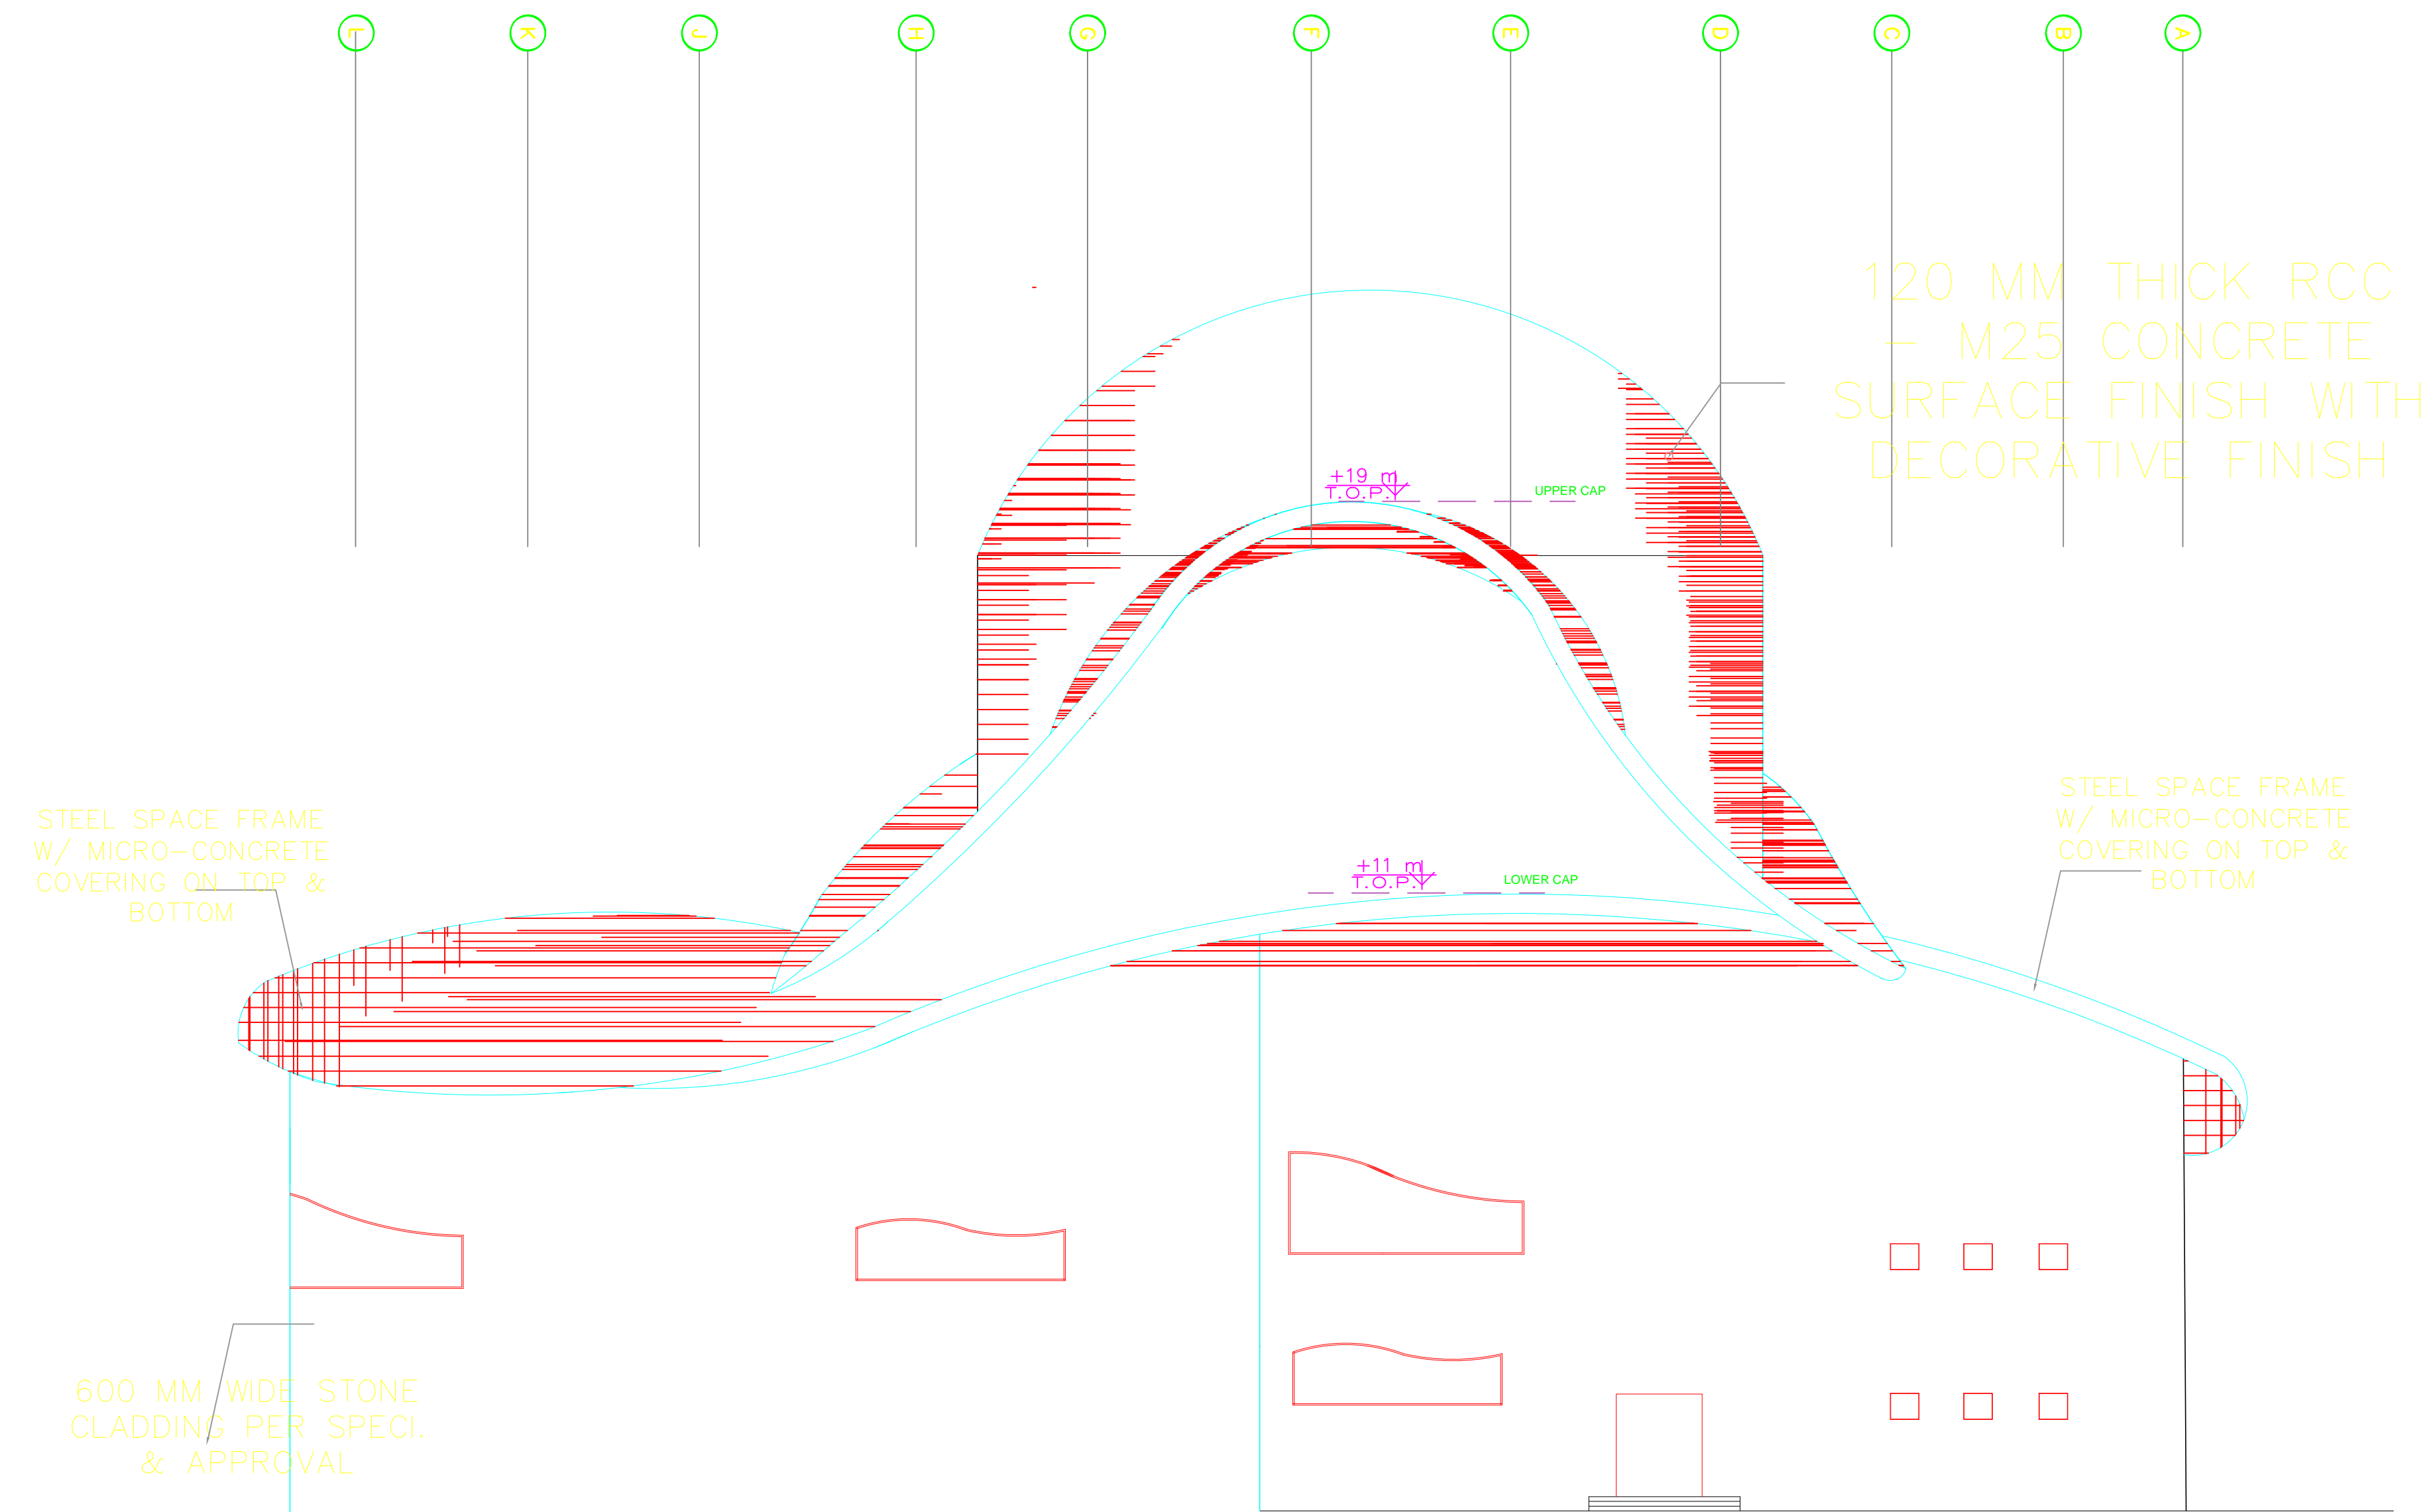 L K J H G F E D C B A
120 MM THICK RCC
- M25 CONCRETE
SURFACE FINISH WITH
DECORATIVE FINISH
+19 m
T.O.P.
UPPER CAP
STEEL SPACE FRAME
W/ MICRO-CONCRETE
COVERING ON TOP &
BOTTOM
STEEL SPACE FRAME
W/ MICRO-CONCRETE
COVERING ON TOP &
BOTTOM
+11 m
T.O.P.
LOWER CAP
600 MM WIDE STONE
CLADDING PER SPECI.
& APPROVAL